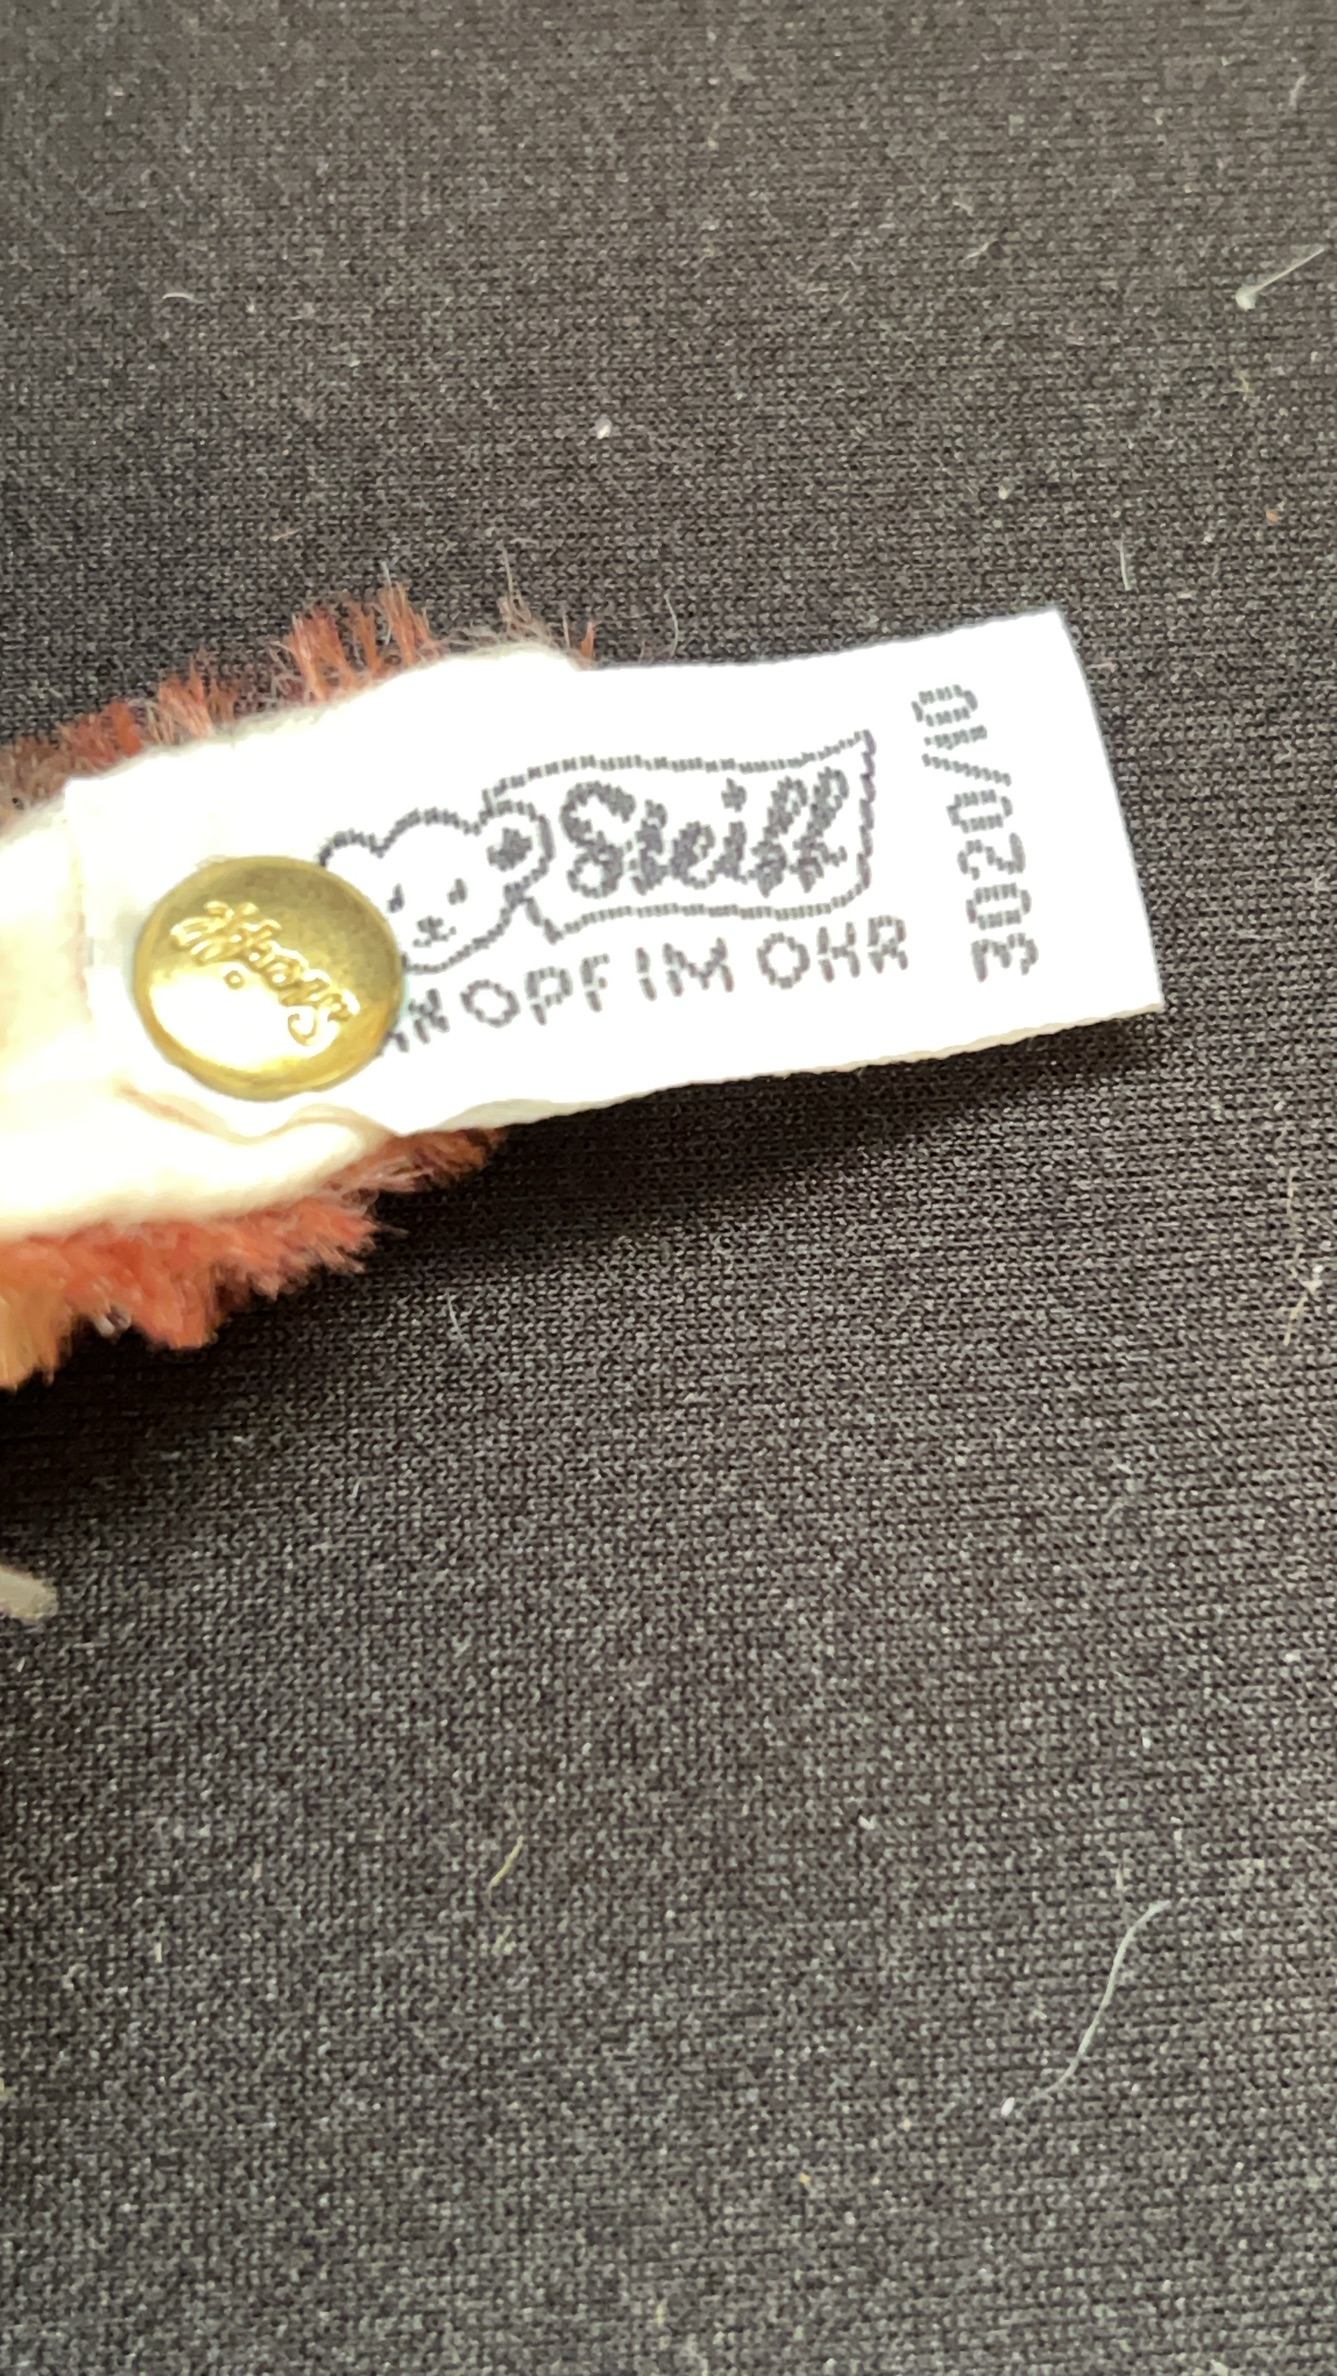 Steiff
Steiff
KNOPF IM OHR
3020/10